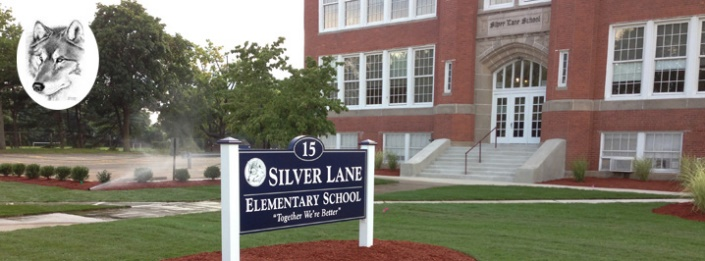 Silver Lane School
15
SILVER LANE
ELEMENTARY SCHOOL
"Together We're Better"